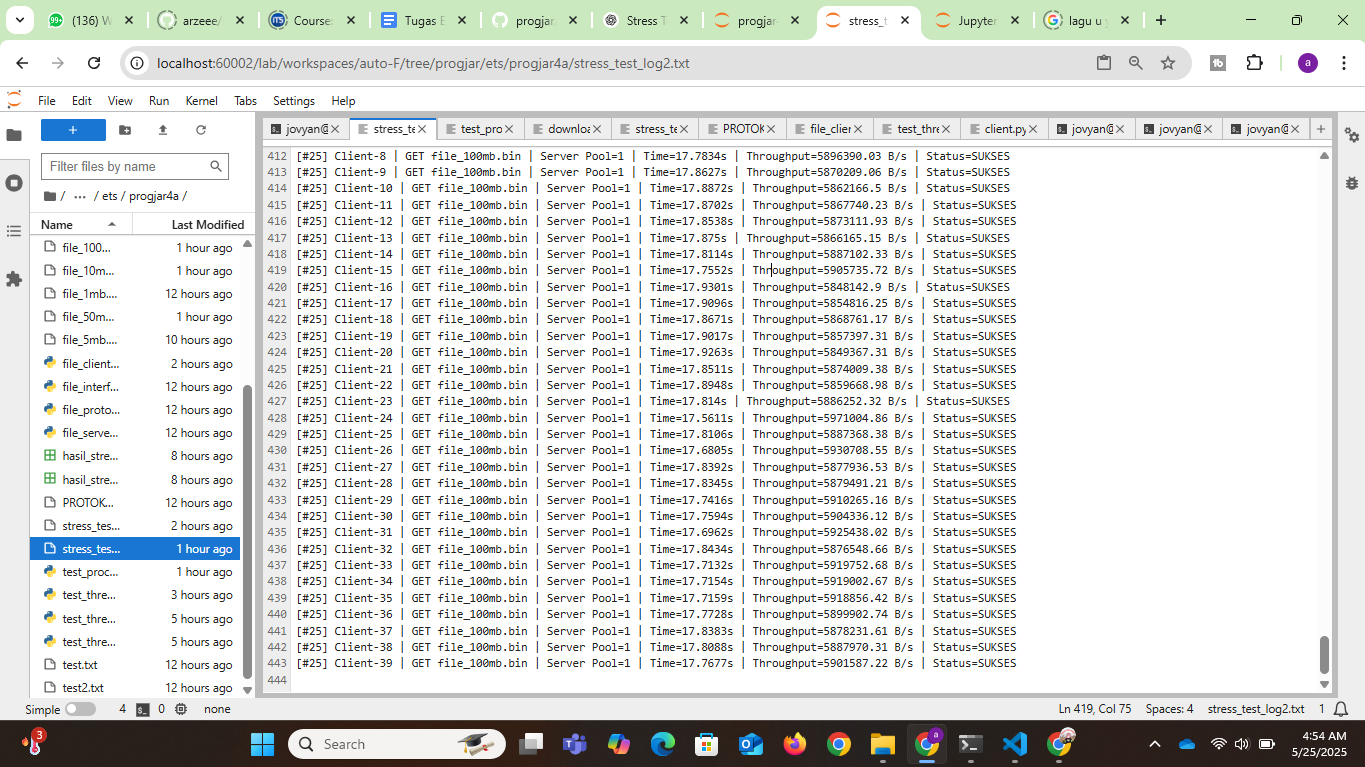 (136) W
arzeee/
Course:
Tugas E
progjar.
Stress T
progjar-
stress_t
Jupyter
lagu u y
localhost:60002/lab/workspaces/auto-F/tree/progjar/ets/progjar4a/stress_test_log2.txt
a
File Edit View Run Kernel Tabs Settings Help
jovyan@ stress_te test_pro downloa stress_te PROTOK file_clier test_thre client.py jovyan@ jovyan@ jovyan@
Filter files by name
/ ... / ets / progjar4a /
Name Last Modified
file_100... 1 hour ago
file_10m... 1 hour ago
file_1mb.... 12 hours ago
file_50m... 1 hour ago
file_5mb.... 10 hours ago
file_client... 2 hours ago
file_interf... 12 hours ago
file_proto... 12 hours ago
file_serve... 12 hours ago
hasil_stre... 8 hours ago
hasil_stre... 8 hours ago
PROTOK... 12 hours ago
stress_tes... 2 hours ago
stress_tes... 1 hour ago
test_proc... 1 hour ago
test_thre... 3 hours ago
test_thre... 5 hours ago
test_thre... 5 hours ago
test.txt 12 hours ago
test2.txt 12 hours ago
412 [#25] Client-8 | GET file_100mb.bin | Server Pool=1 | Time=17.7834s | Throughput=5896390.03 B/s | Status=SUKSES
413 [#25] Client-9 | GET file_100mb.bin | Server Pool=1 | Time=17.8627s | Throughput=5870209.06 B/s | Status=SUKSES
414 [#25] Client-10 | GET file_100mb.bin | Server Pool=1 | Time=17.8872s | Throughput=5862166.5 B/s | Status=SUKSES
415 [#25] Client-11 | GET file_100mb.bin | Server Pool=1 | Time=17.8702s | Throughput=5867740.23 B/s | Status=SUKSES
416 [#25] Client-12 | GET file_100mb.bin | Server Pool=1 | Time=17.8538s | Throughput=5873111.93 B/s | Status=SUKSES
417 [#25] Client-13 | GET file_100mb.bin | Server Pool=1 | Time=17.875s | Throughput=5866165.15 B/s | Status=SUKSES
418 [#25] Client-14 | GET file_100mb.bin | Server Pool=1 | Time=17.8114s | Throughput=5887102.33 B/s | Status=SUKSES
419 [#25] Client-15 | GET file_100mb.bin | Server Pool=1 | Time=17.7552s | Throughput=5905735.72 B/s | Status=SUKSES
420 [#25] Client-16 | GET file_100mb.bin | Server Pool=1 | Time=17.9301s | Throughput=5848142.9 B/s | Status=SUKSES
421 [#25] Client-17 | GET file_100mb.bin | Server Pool=1 | Time=17.9096s | Throughput=5854816.25 B/s | Status=SUKSES
422 [#25] Client-18 | GET file_100mb.bin | Server Pool=1 | Time=17.8671s | Throughput=5868761.17 B/s | Status=SUKSES
423 [#25] Client-19 | GET file_100mb.bin | Server Pool=1 | Time=17.9017s | Throughput=5857397.31 B/s | Status=SUKSES
424 [#25] Client-20 | GET file_100mb.bin | Server Pool=1 | Time=17.9263s | Throughput=5849367.31 B/s | Status=SUKSES
425 [#25] Client-21 | GET file_100mb.bin | Server Pool=1 | Time=17.8511s | Throughput=5874009.38 B/s | Status=SUKSES
426 [#25] Client-22 | GET file_100mb.bin | Server Pool=1 | Time=17.8948s | Throughput=5859668.98 B/s | Status=SUKSES
427 [#25] Client-23 | GET file_100mb.bin | Server Pool=1 | Time=17.814s | Throughput=5886252.32 B/s | Status=SUKSES
428 [#25] Client-24 | GET file_100mb.bin | Server Pool=1 | Time=17.5611s | Throughput=5971004.86 B/s | Status=SUKSES
429 [#25] Client-25 | GET file_100mb.bin | Server Pool=1 | Time=17.8106s | Throughput=5887368.38 B/s | Status=SUKSES
430 [#25] Client-26 | GET file_100mb.bin | Server Pool=1 | Time=17.6805s | Throughput=5930708.55 B/s | Status=SUKSES
431 [#25] Client-27 | GET file_100mb.bin | Server Pool=1 | Time=17.8392s | Throughput=5877936.53 B/s | Status=SUKSES
432 [#25] Client-28 | GET file_100mb.bin | Server Pool=1 | Time=17.8345s | Throughput=5879491.21 B/s | Status=SUKSES
433 [#25] Client-29 | GET file_100mb.bin | Server Pool=1 | Time=17.7416s | Throughput=5910265.16 B/s | Status=SUKSES
434 [#25] Client-30 | GET file_100mb.bin | Server Pool=1 | Time=17.7594s | Throughput=5904336.12 B/s | Status=SUKSES
435 [#25] Client-31 | GET file_100mb.bin | Server Pool=1 | Time=17.6962s | Throughput=5925438.02 B/s | Status=SUKSES
436 [#25] Client-32 | GET file_100mb.bin | Server Pool=1 | Time=17.8434s | Throughput=5876548.66 B/s | Status=SUKSES
437 [#25] Client-33 | GET file_100mb.bin | Server Pool=1 | Time=17.7132s | Throughput=5919752.68 B/s | Status=SUKSES
438 [#25] Client-34 | GET file_100mb.bin | Server Pool=1 | Time=17.7154s | Throughput=5919002.67 B/s | Status=SUKSES
439 [#25] Client-35 | GET file_100mb.bin | Server Pool=1 | Time=17.7159s | Throughput=5918856.42 B/s | Status=SUKSES
440 [#25] Client-36 | GET file_100mb.bin | Server Pool=1 | Time=17.7728s | Throughput=5899902.74 B/s | Status=SUKSES
441 [#25] Client-37 | GET file_100mb.bin | Server Pool=1 | Time=17.8383s | Throughput=5878231.61 B/s | Status=SUKSES
442 [#25] Client-38 | GET file_100mb.bin | Server Pool=1 | Time=17.8088s | Throughput=5887970.31 B/s | Status=SUKSES
443 [#25] Client-39 | GET file_100mb.bin | Server Pool=1 | Time=17.7677s | Throughput=5901587.22 B/s | Status=SUKSES
444
Simple 4 0 none Ln 419, Col 75 Spaces: 4 stress_test_log2.txt 1
3
Search
a
4:54 AM
5/25/2025